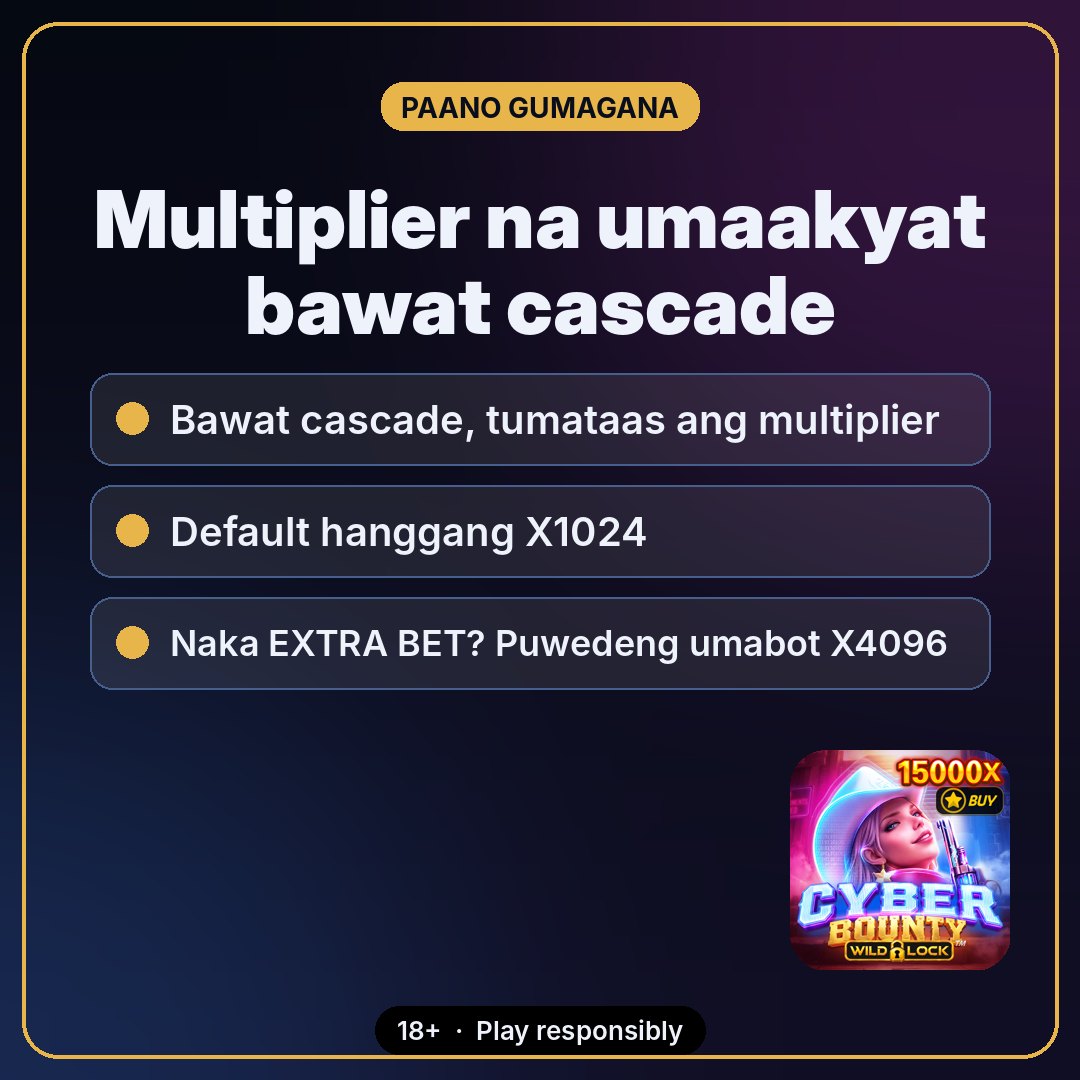 PAANO GUMAGANA
Multiplier na umaakyat
bawat cascade
Bawat cascade, tumataas ang multiplier
Default hanggang X1024
Naka EXTRA BET? Puwedeng umabot X4096
15000X
BUY
CYBER
BOUNTY™
WILD LOCK
18+ · Play responsibly